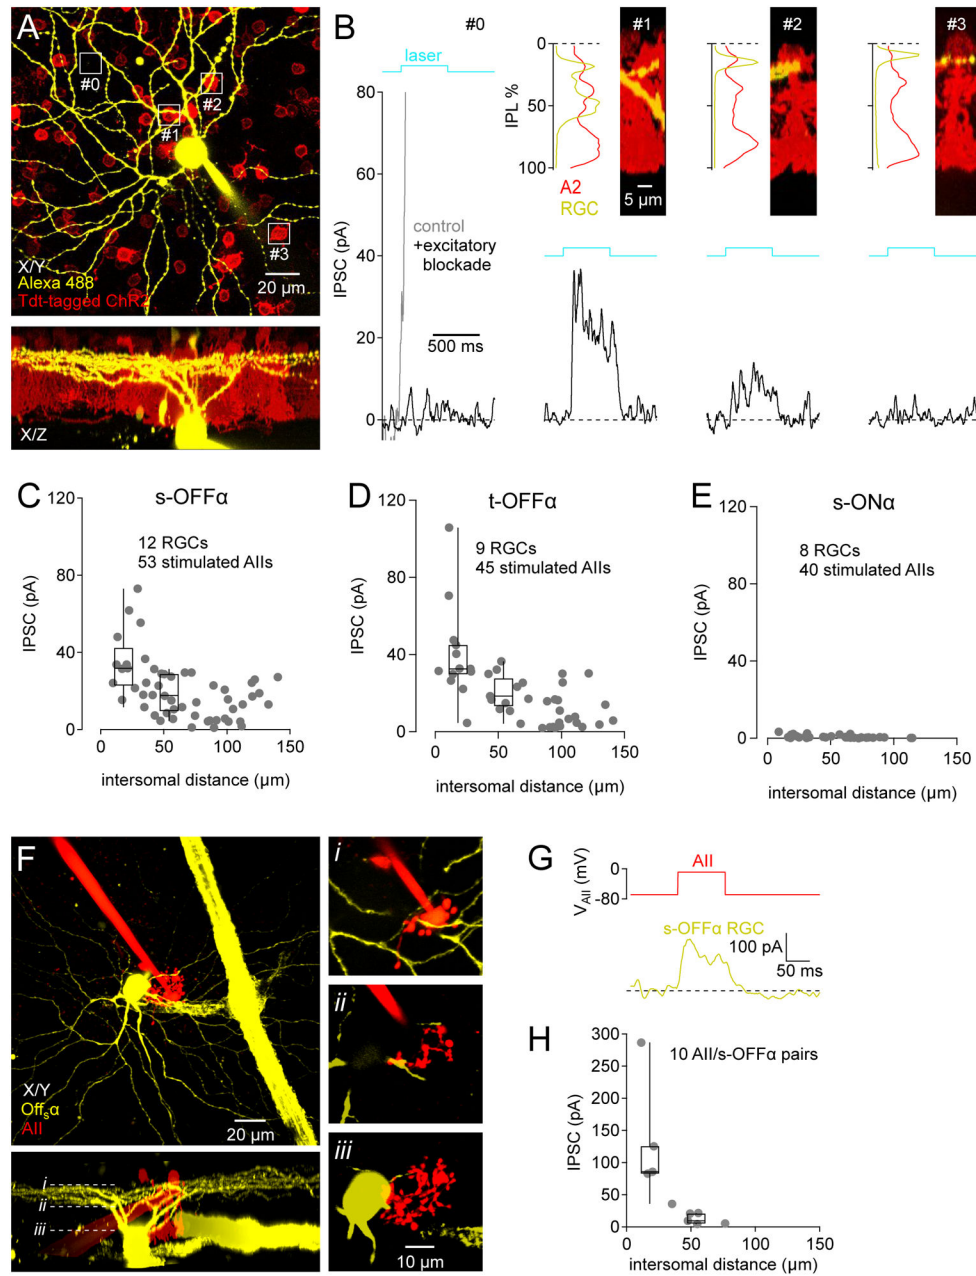 A
#0
#2
#1
#3
X/Y
Alexa 488
Tdt-tagged ChR2
20 µm
X/Z
B
#0
laser
80
60
40
20
0
IPSC (pA)
control
+excitatory
blockade
500 ms
#1
#2
#3
0
50
100
IPL %
A2
RGC
5 µm
C
s-OFFα
12 RGCs
53 stimulated AIIs
120
80
40
0
IPSC (pA)
0 50 100 150
intersomal distance (µm)
D
t-OFFα
9 RGCs
45 stimulated AIIs
120
80
40
0
IPSC (pA)
0 50 100 150
intersomal distance (µm)
E
s-ONα
8 RGCs
40 stimulated AIIs
120
80
40
0
IPSC (pA)
0 50 100 150
intersomal distance (µm)
F
X/Y
Offsα
AII
20 µm
i
ii
iii
i
ii
iii
10 µm
G
AII
0
-80
VAII (mV)
s-OFFα RGC
100 pA
50 ms
H
10 AII/s-OFFα pairs
300
250
200
150
100
50
0
IPSC (pA)
0 50 100 150
intersomal distance (µm)